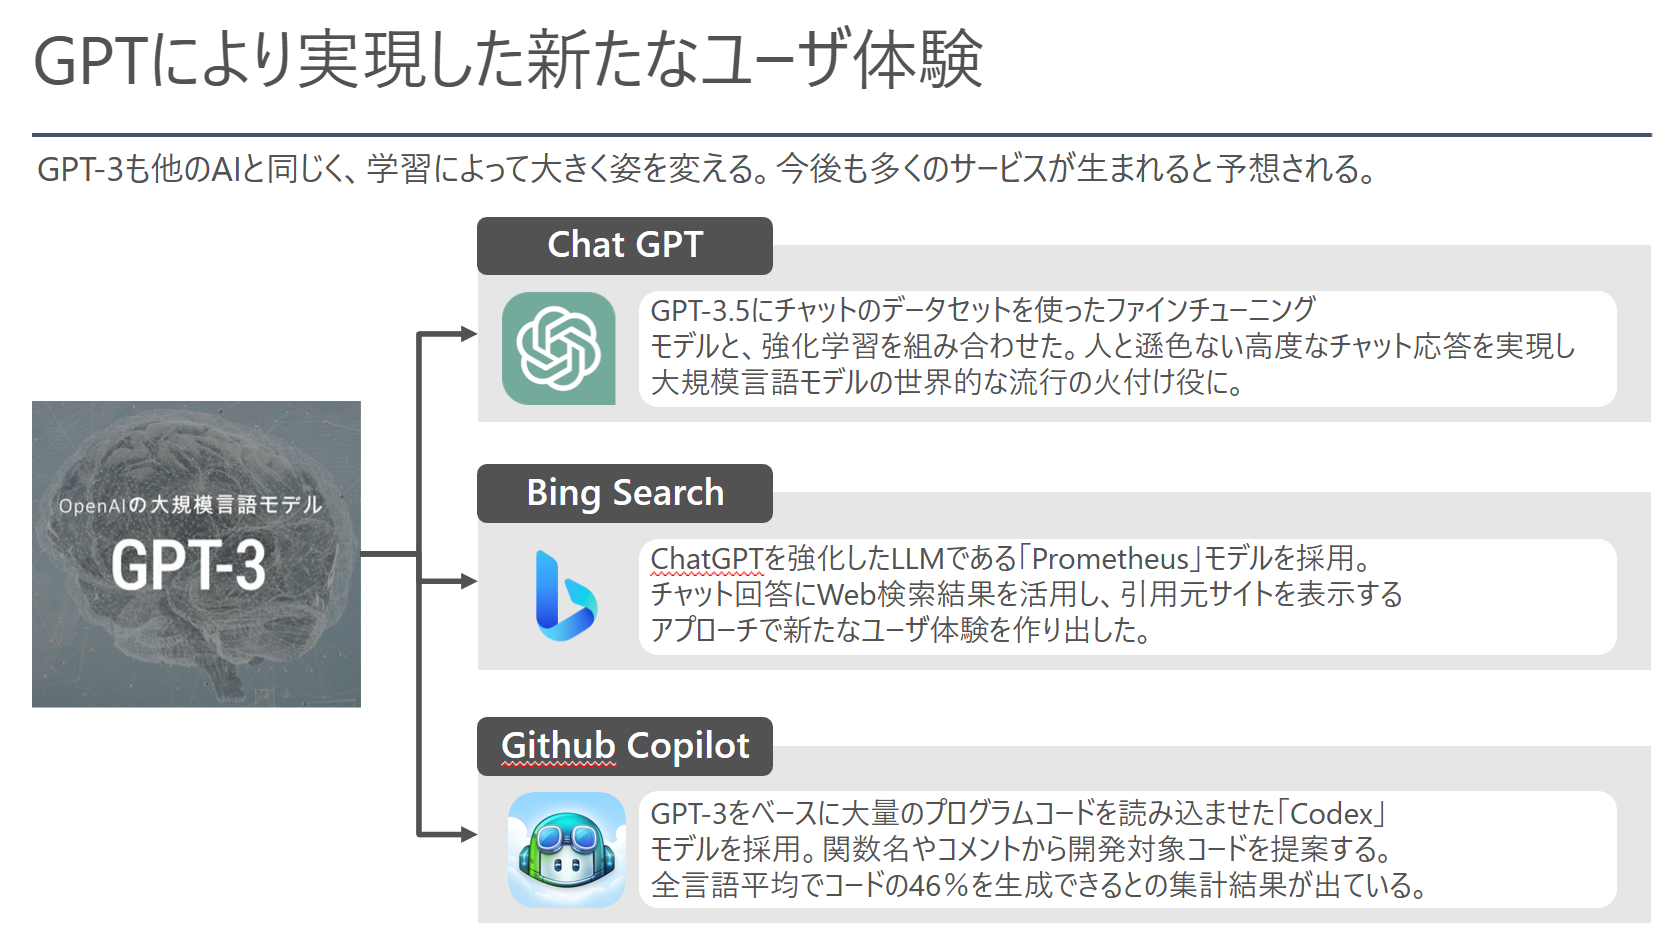 GPTにより実現した新たなユーザ体験
GPT-3も他のAIと同じく、学習によって大きく姿を変える。今後も多くのサービスが生まれると予想される。
OpenAIの大規模言語モデル
GPT-3
Chat GPT
GPT-3.5にチャットのデータセットを使ったファインチューニング
モデルと、強化学習を組み合わせた。人と遜色ない高度なチャット応答を実現し
大規模言語モデルの世界的な流行の火付け役に。
Bing Search
ChatGPTを強化したLLMである「Prometheus」モデルを採用。
チャット回答にWeb検索結果を活用し、引用元サイトを表示する
アプローチで新たなユーザ体験を作り出した。
Github Copilot
GPT-3をベースに大量のプログラムコードを読み込ませた「Codex」
モデルを採用。関数名やコメントから開発対象コードを提案する。
全言語平均でコードの46%を生成できるとの集計結果が出ている。